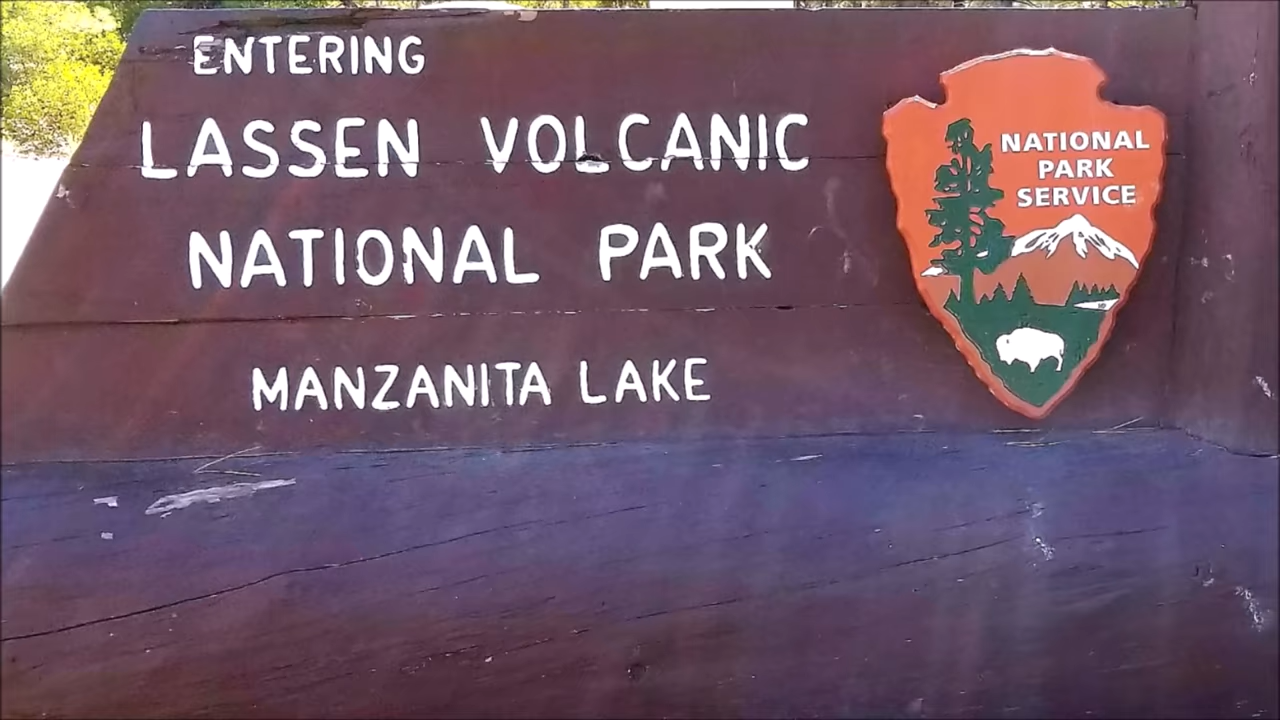 ENTERING
LASSEN VOLCANIC
NATIONAL PARK
MANZANITA LAKE
NATIONAL
PARK
SERVICE